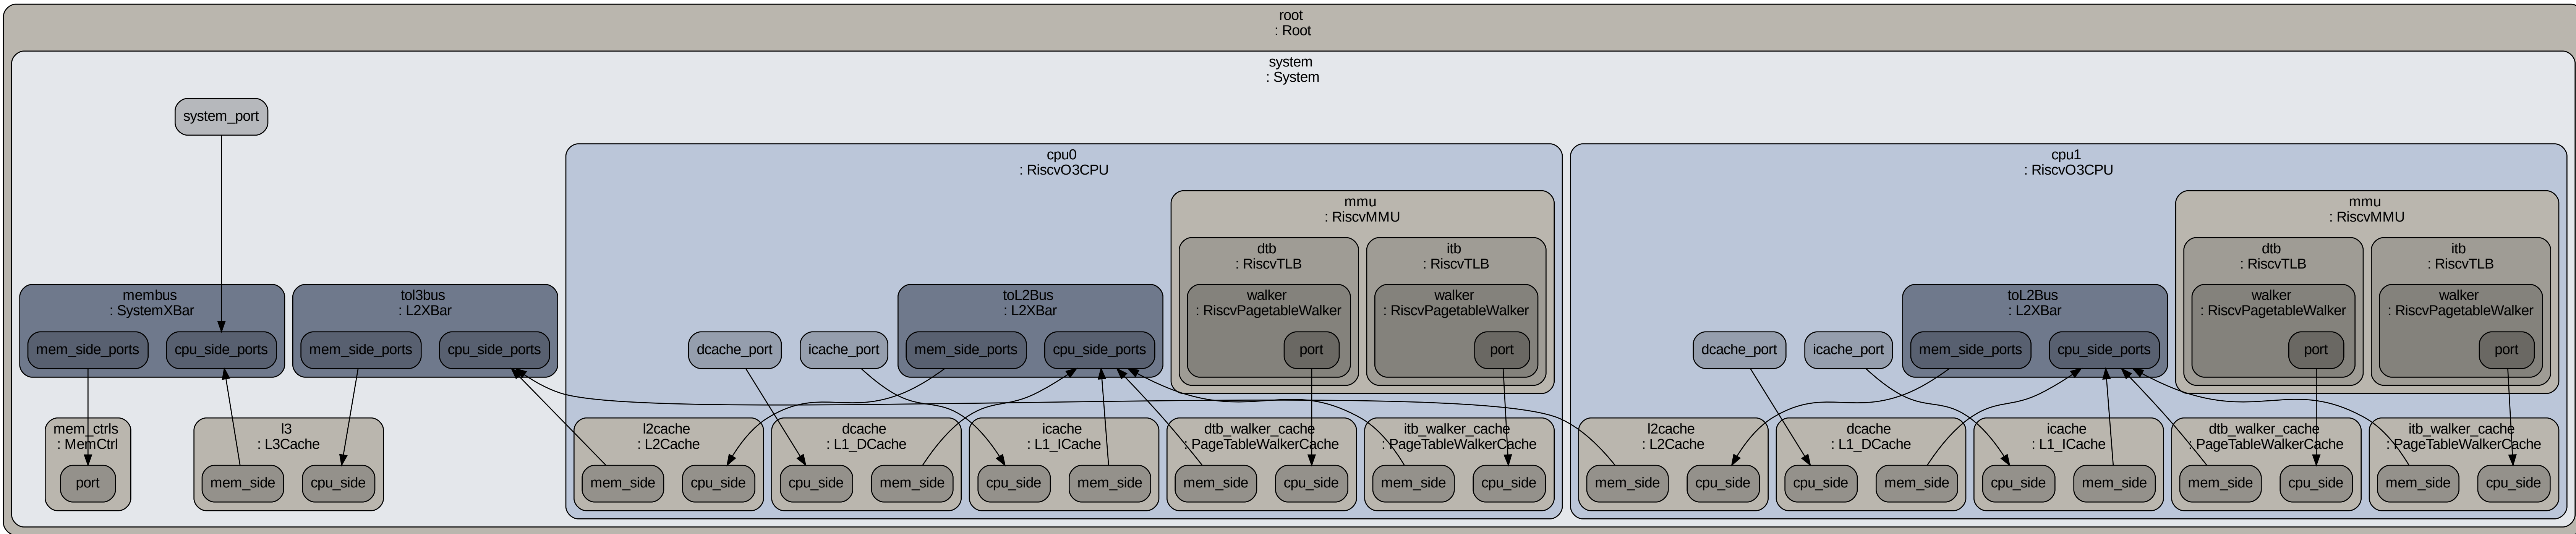 root
: Root
system
: System
system_port
cpu0
: RiscvO3CPU
cpu1
: RiscvO3CPU
mmu
: RiscvMMU
mmu
: RiscvMMU
dtb
: RiscvTLB
itb
: RiscvTLB
dtb
: RiscvTLB
itb
: RiscvTLB
membus
: SystemXBar
mem_side_ports
cpu_side_ports
tol3bus
: L2XBar
mem_side_ports
cpu_side_ports
dcache_port
icache_port
toL2Bus
: L2XBar
mem_side_ports
cpu_side_ports
walker
: RiscvPagetableWalker
port
walker
: RiscvPagetableWalker
port
dcache_port
icache_port
toL2Bus
: L2XBar
mem_side_ports
cpu_side_ports
walker
: RiscvPagetableWalker
port
walker
: RiscvPagetableWalker
port
mem_ctrls
: MemCtrl
port
l3
: L3Cache
mem_side
cpu_side
l2cache
: L2Cache
mem_side
cpu_side
dcache
: L1_DCache
cpu_side
mem_side
icache
: L1_ICache
cpu_side
mem_side
dtb_walker_cache
: PageTableWalkerCache
mem_side
cpu_side
itb_walker_cache
: PageTableWalkerCache
mem_side
cpu_side
l2cache
: L2Cache
mem_side
cpu_side
dcache
: L1_DCache
cpu_side
mem_side
icache
: L1_ICache
cpu_side
mem_side
dtb_walker_cache
: PageTableWalkerCache
mem_side
cpu_side
itb_walker_cache
: PageTableWalkerCache
mem_side
cpu_side